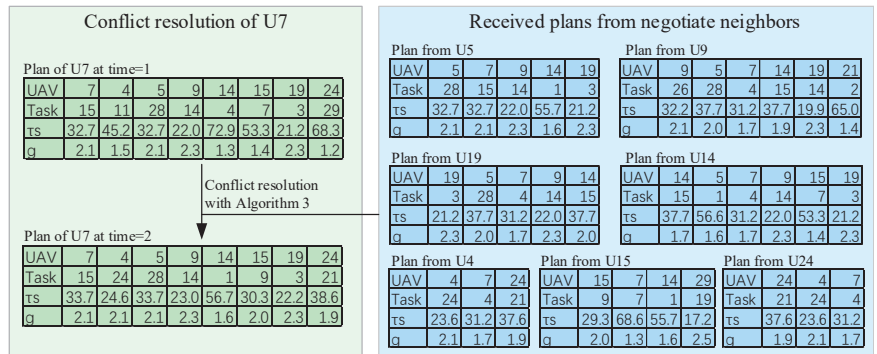 Conflict resolution of U7
Plan of U7 at time=1
UAV 7 4 5 9 14 15 19 24
Task 15 11 28 14 4 7 3 29
τs 32.7 45.2 32.7 22.0 72.9 53.3 21.2 68.3
g 2.1 1.5 2.1 2.3 1.3 1.4 2.3 1.2
Conflict resolution
with Algorithm 3
Plan of U7 at time=2
UAV 7 4 5 9 14 15 19 24
Task 15 24 28 14 1 9 3 21
τs 33.7 24.6 33.7 23.0 56.7 30.3 22.2 38.6
g 2.1 2.1 2.1 2.3 1.6 2.0 2.3 1.9
Received plans from negotiate neighbors
Plan from U5
UAV 5 7 9 14 19
Task 28 15 14 1 3
τs 32.7 32.7 22.0 55.7 21.2
g 2.1 2.1 2.3 1.6 2.3
Plan from U9
UAV 9 5 7 14 19 21
Task 26 28 4 15 14 2
τs 32.2 37.7 31.2 37.7 19.9 65.0
g 2.1 2.0 1.7 1.9 2.3 1.4
Plan from U19
UAV 19 5 7 9 14
Task 3 28 4 14 15
τs 21.2 37.7 31.2 22.0 37.7
g 2.3 2.0 1.7 2.3 2.0
Plan from U14
UAV 14 5 7 9 15 19
Task 15 1 4 14 7 3
τs 37.7 56.6 31.2 22.0 53.3 21.2
g 1.7 1.6 1.7 2.3 1.4 2.3
Plan from U4
UAV 4 7 24
Task 24 4 21
τs 23.6 31.2 37.6
g 2.1 1.7 1.9
Plan from U15
UAV 15 7 14 29
Task 9 7 1 19
τs 29.3 68.6 55.7 17.2
g 2.0 1.3 1.6 2.5
Plan from U24
UAV 24 4 7
Task 21 24 4
τs 37.6 23.6 31.2
g 1.9 2.1 1.7